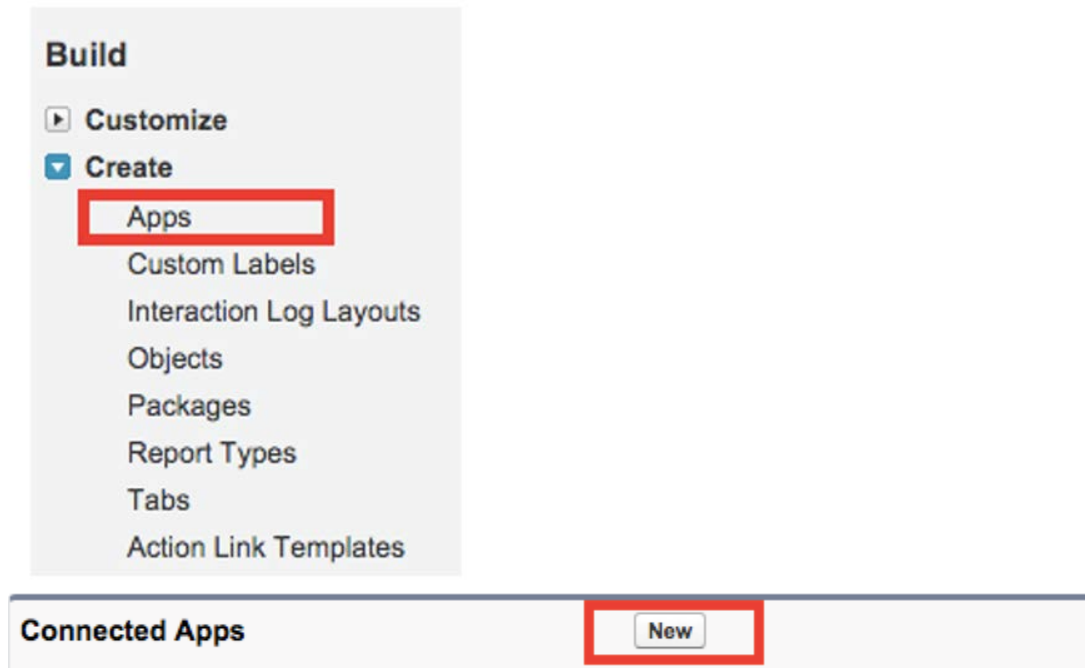 Build
Customize
Create
Apps
Custom Labels
Interaction Log Layouts
Objects
Packages
Report Types
Tabs
Action Link Templates
Connected Apps New